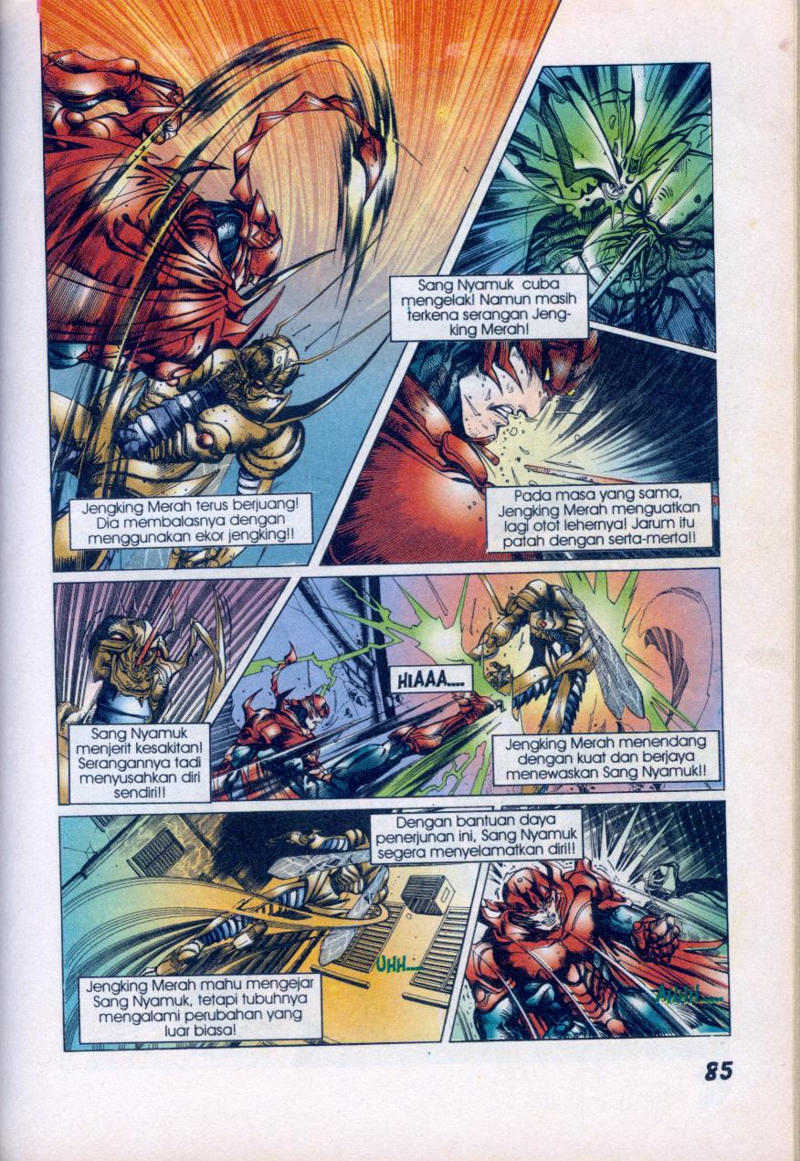 Jengking Merah terus berjuang!
Dia membalasnya dengan
menggunakan ekor jengking!!
Sang Nyamuk cuba
mengelak! Namun masih
terkena serangan Jeng-
king Merah!
Pada masa yang sama,
Jengking Merah menguatkan
lagi otot lehernya! Jarum itu
patah dengan serta-merta!!
Sang Nyamuk
menjerit kesakitan!
Serangannya tadi
menyusahkan diri
sendiri!!
HIAAA....
Jengking Merah menendang
dengan kuat dan berjaya
menewaskan Sang Nyamuk!!
Dengan bantuan daya
penerjunan ini, Sang Nyamuk
segera menyelamatkan diri!!
UHH....
Jengking Merah mahu mengejar
Sang Nyamuk, tetapi tubuhnya
mengalami perubahan yang
luar biasa!
85